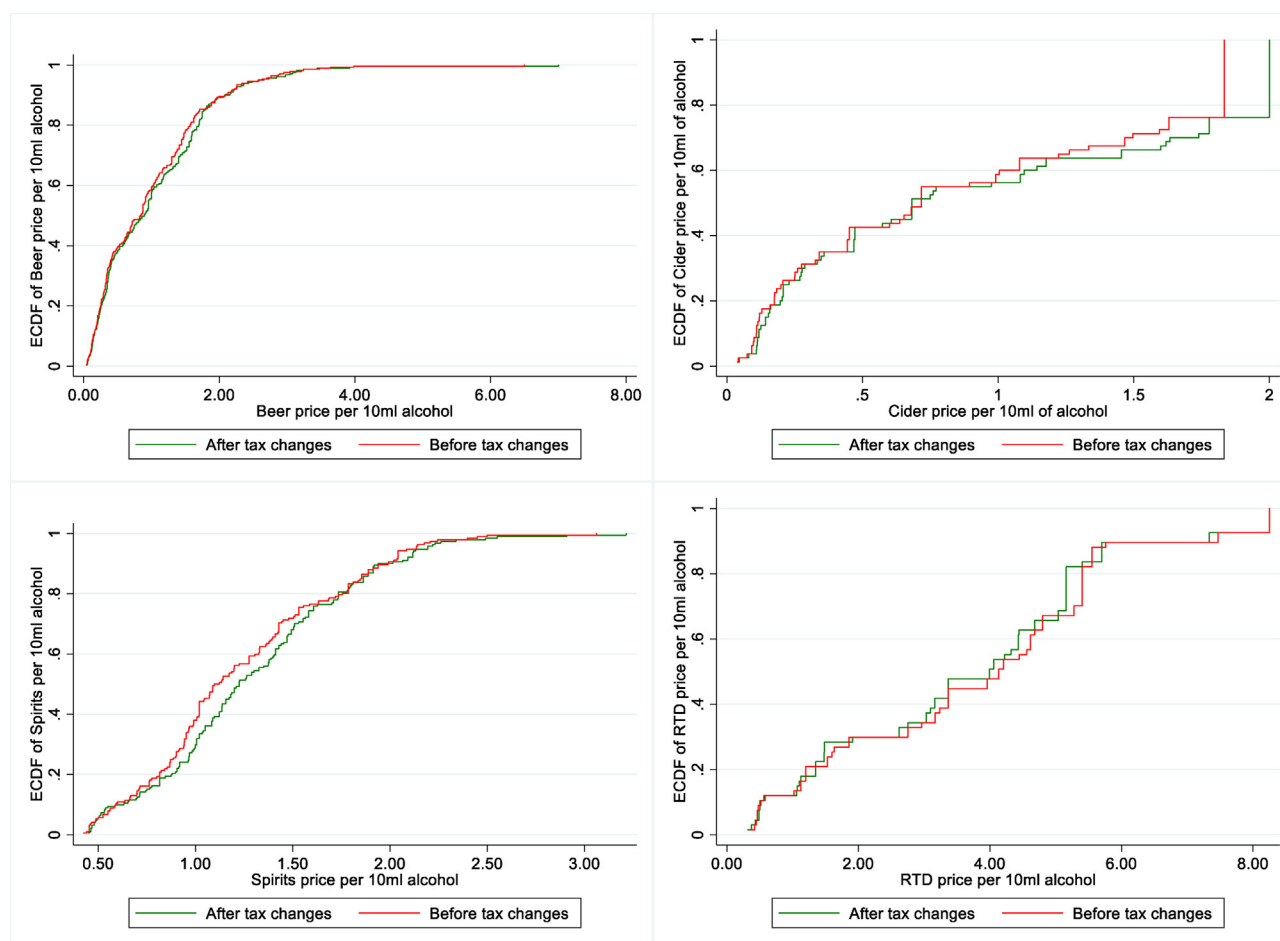 ECDF of Beer price per 10ml alcohol
1
.8
.6
.4
.2
0
0.00 2.00 4.00 6.00 8.00
Beer price per 10ml alcohol
After tax changes Before tax changes
ECDF of Cider price per 10ml of alcohol
1
.8
.6
.4
.2
0
0 .5 1 1.5 2
Cider price per 10ml of alcohol
After tax changes Before tax changes
ECDF of Spirits per 10ml alcohol
1
.8
.6
.4
.2
0
0.50 1.00 1.50 2.00 2.50 3.00
Spirits price per 10ml alcohol
After tax changes Before tax changes
ECDF of RTD price per 10ml alcohol
1
.8
.6
.4
.2
0
0.00 2.00 4.00 6.00 8.00
RTD price per 10ml alcohol
After tax changes Before tax changes